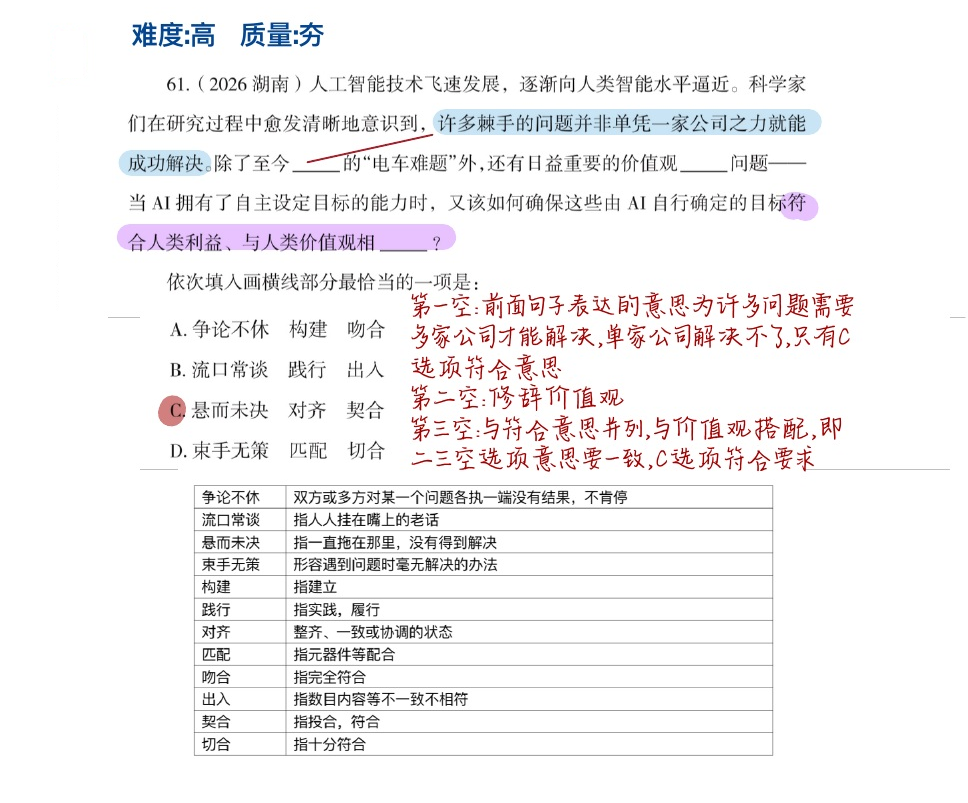 难度:高 质量:夯
61.（2026 湖南）人工智能技术飞速发展，逐渐向人类智能水平逼近。科学家
们在研究过程中愈发清晰地意识到，许多棘手的问题并非单凭一家公司之力就能
成功解决。除了至今_____的“电车难题”外，还有日益重要的价值观_____问题——
当 AI 拥有了自主设定目标的能力时，又该如何确保这些由 AI 自行确定的目标符
合人类利益、与人类价值观相_____？
依次填入画横线部分最恰当的一项是：
A. 争论不休 构建 吻合
B. 流口常谈 践行 出入
C. 悬而未决 对齐 契合
D. 束手无策 匹配 切合
第一空:前面句子表达的意思为许多问题需要
多家公司才能解决,单家公司解决不了,只有C
选项符合意思
第二空:修辞价值观
第三空:与符合意思并列,与价值观搭配,即
二三空选项意思要一致,C选项符合要求
争论不休 双方或多方对某一个问题各执一端没有结果，不肯停
流口常谈 指人人挂在嘴上的老话
悬而未决 指一直拖在那里，没有得到解决
束手无策 形容遇到问题时毫无解决的办法
构建 指建立
践行 指实践，履行
对齐 整齐、一致或协调的状态
匹配 指元器件等配合
吻合 指完全符合
出入 指数目内容等不一致不相符
契合 指投合，符合
切合 指十分符合